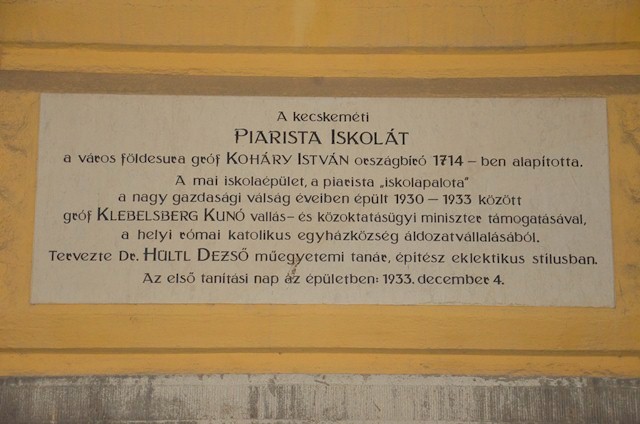 A kecskeméti
PIARISTA ISKOLÁT
a város földesura gróf KOHÁRY ISTVÁN országbíró 1714 – ben alapította.
A mai iskolaépület, a piarista „iskolapalota”
a nagy gazdasági válság éveiben épült 1930 – 1933 között
gróf KLEBELSBERG KUNÓ vallás– és közoktatásügyi miniszter támogatásával,
a helyi római katolikus egyházközség áldozatvállalásából.
Tervezte Dr. HÜLTL DEZSŐ műegyetemi tanár, építész eklektikus stílusban.
Az első tanítási nap az épületben: 1933. december 4.